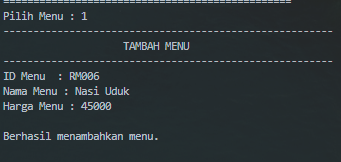 ==================================================
Pilih Menu : 1
-------------------------------------------------------
TAMBAH MENU
-------------------------------------------------------
ID Menu  : RM006
Nama Menu : Nasi Uduk
Harga Menu : 45000
Berhasil menambahkan menu.